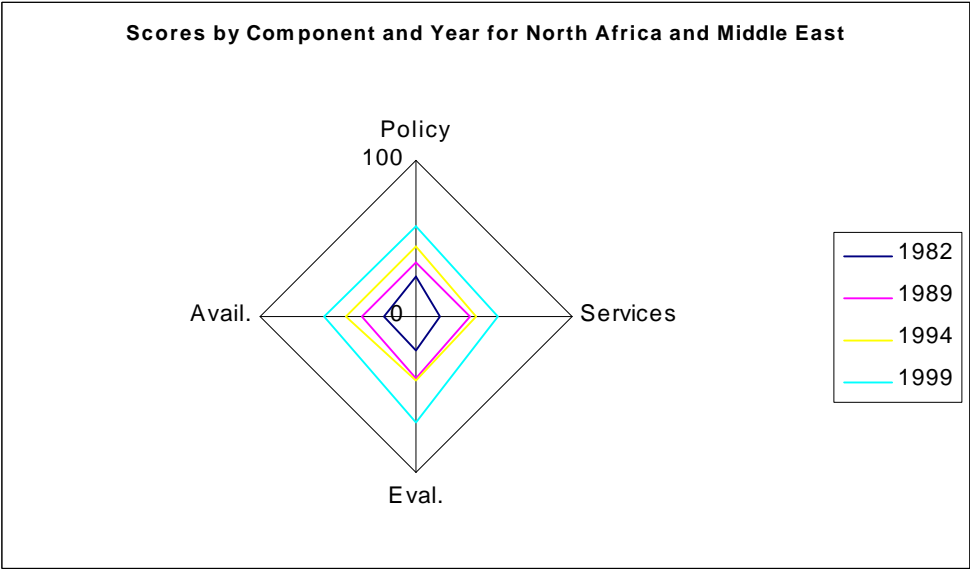 Scores by Component and Year for North Africa and Middle East
Policy
100
Avail.
0
Services
Eval.
1982
1989
1994
1999